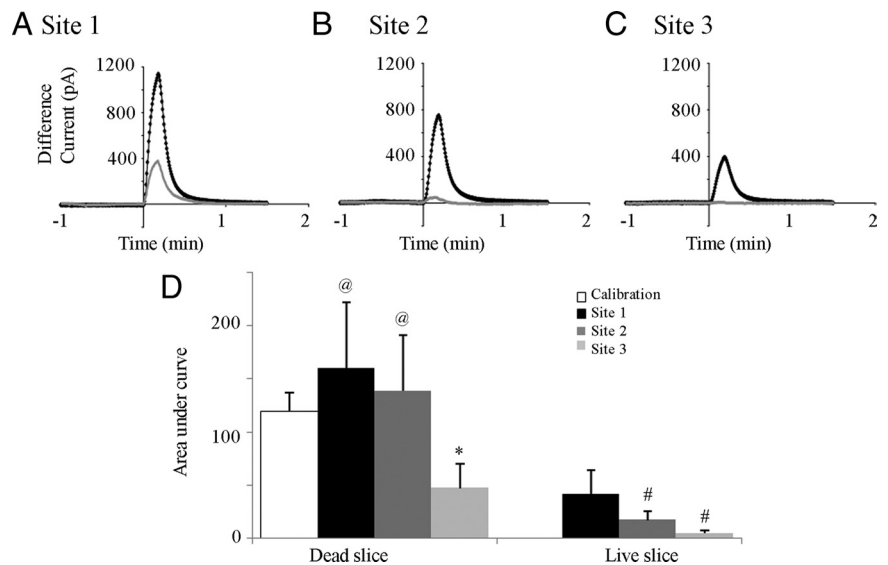 A Site 1
B Site 2
C Site 3
Difference
Current (pA)
1200
800
400
-1
1
2
Time (min)
1200
800
400
-1
1
2
Time (min)
1200
800
400
-1
1
2
Time (min)
D
Area under curve
200
100
0
@
@
*
#
#
Calibration
Site 1
Site 2
Site 3
Dead slice
Live slice